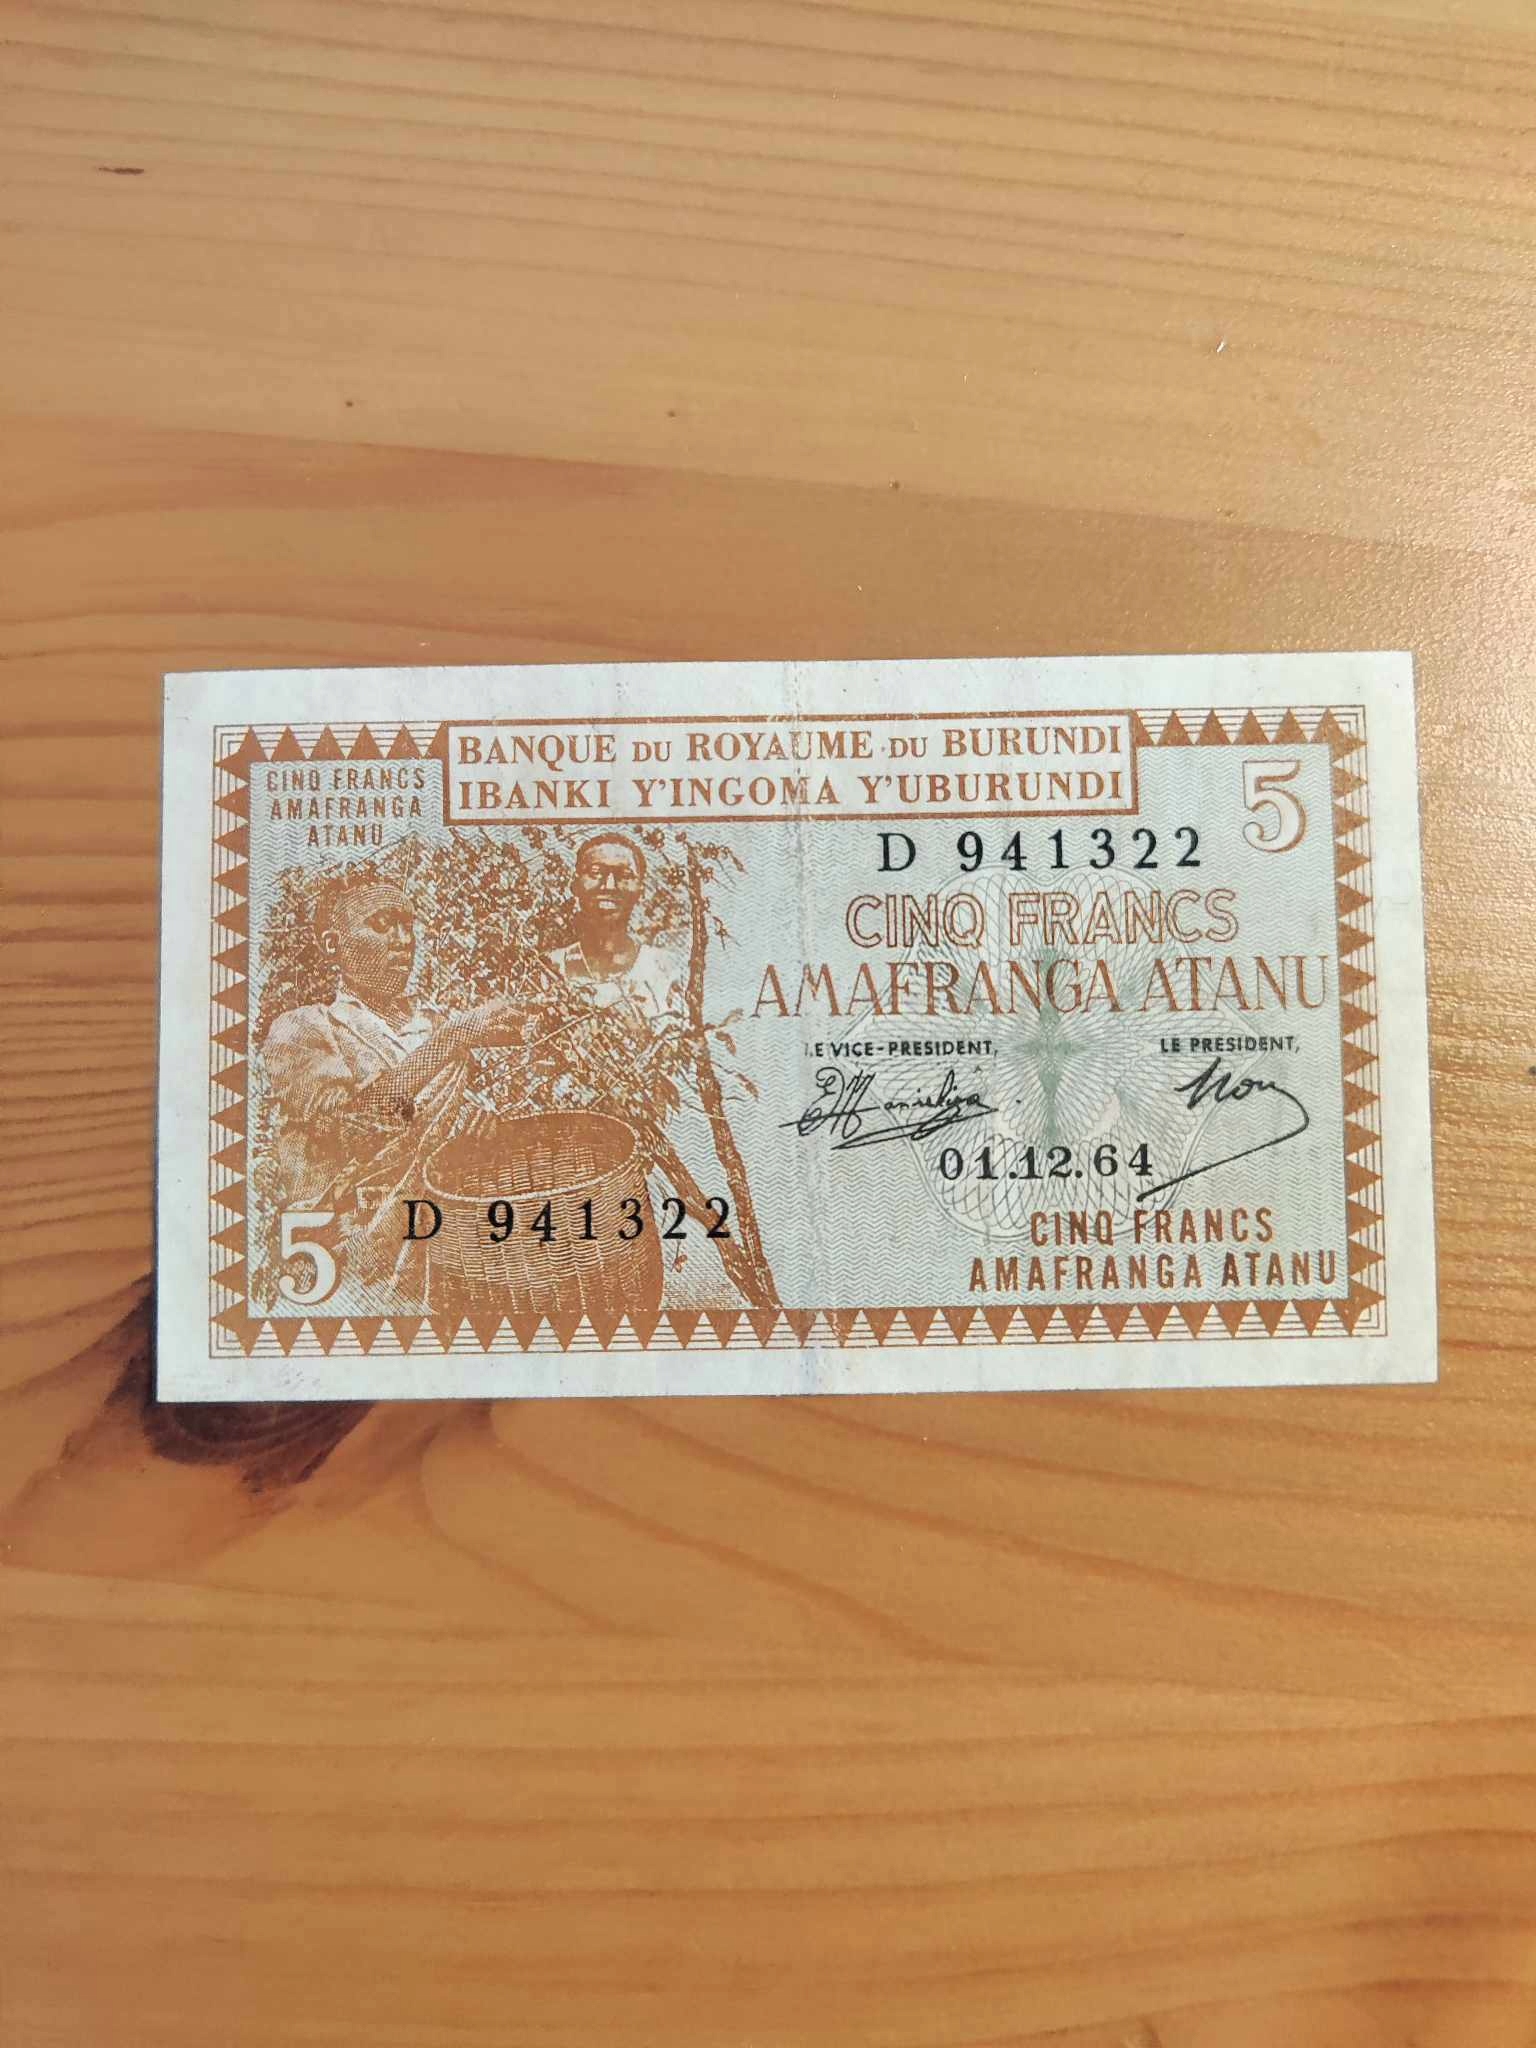 BANQUE DU ROYAUME DU BURUNDI
IBANKI Y'INGOMA Y'UBURUNDI
CINQ FRANCS
AMAFRANGA
ATANU
5
D 941322
CINQ FRANCS
AMAFRANGA ATANU
LE VICE-PRESIDENT,
LE PRESIDENT,
01.12.64
D 941322
5
CINQ FRANCS
AMAFRANGA ATANU